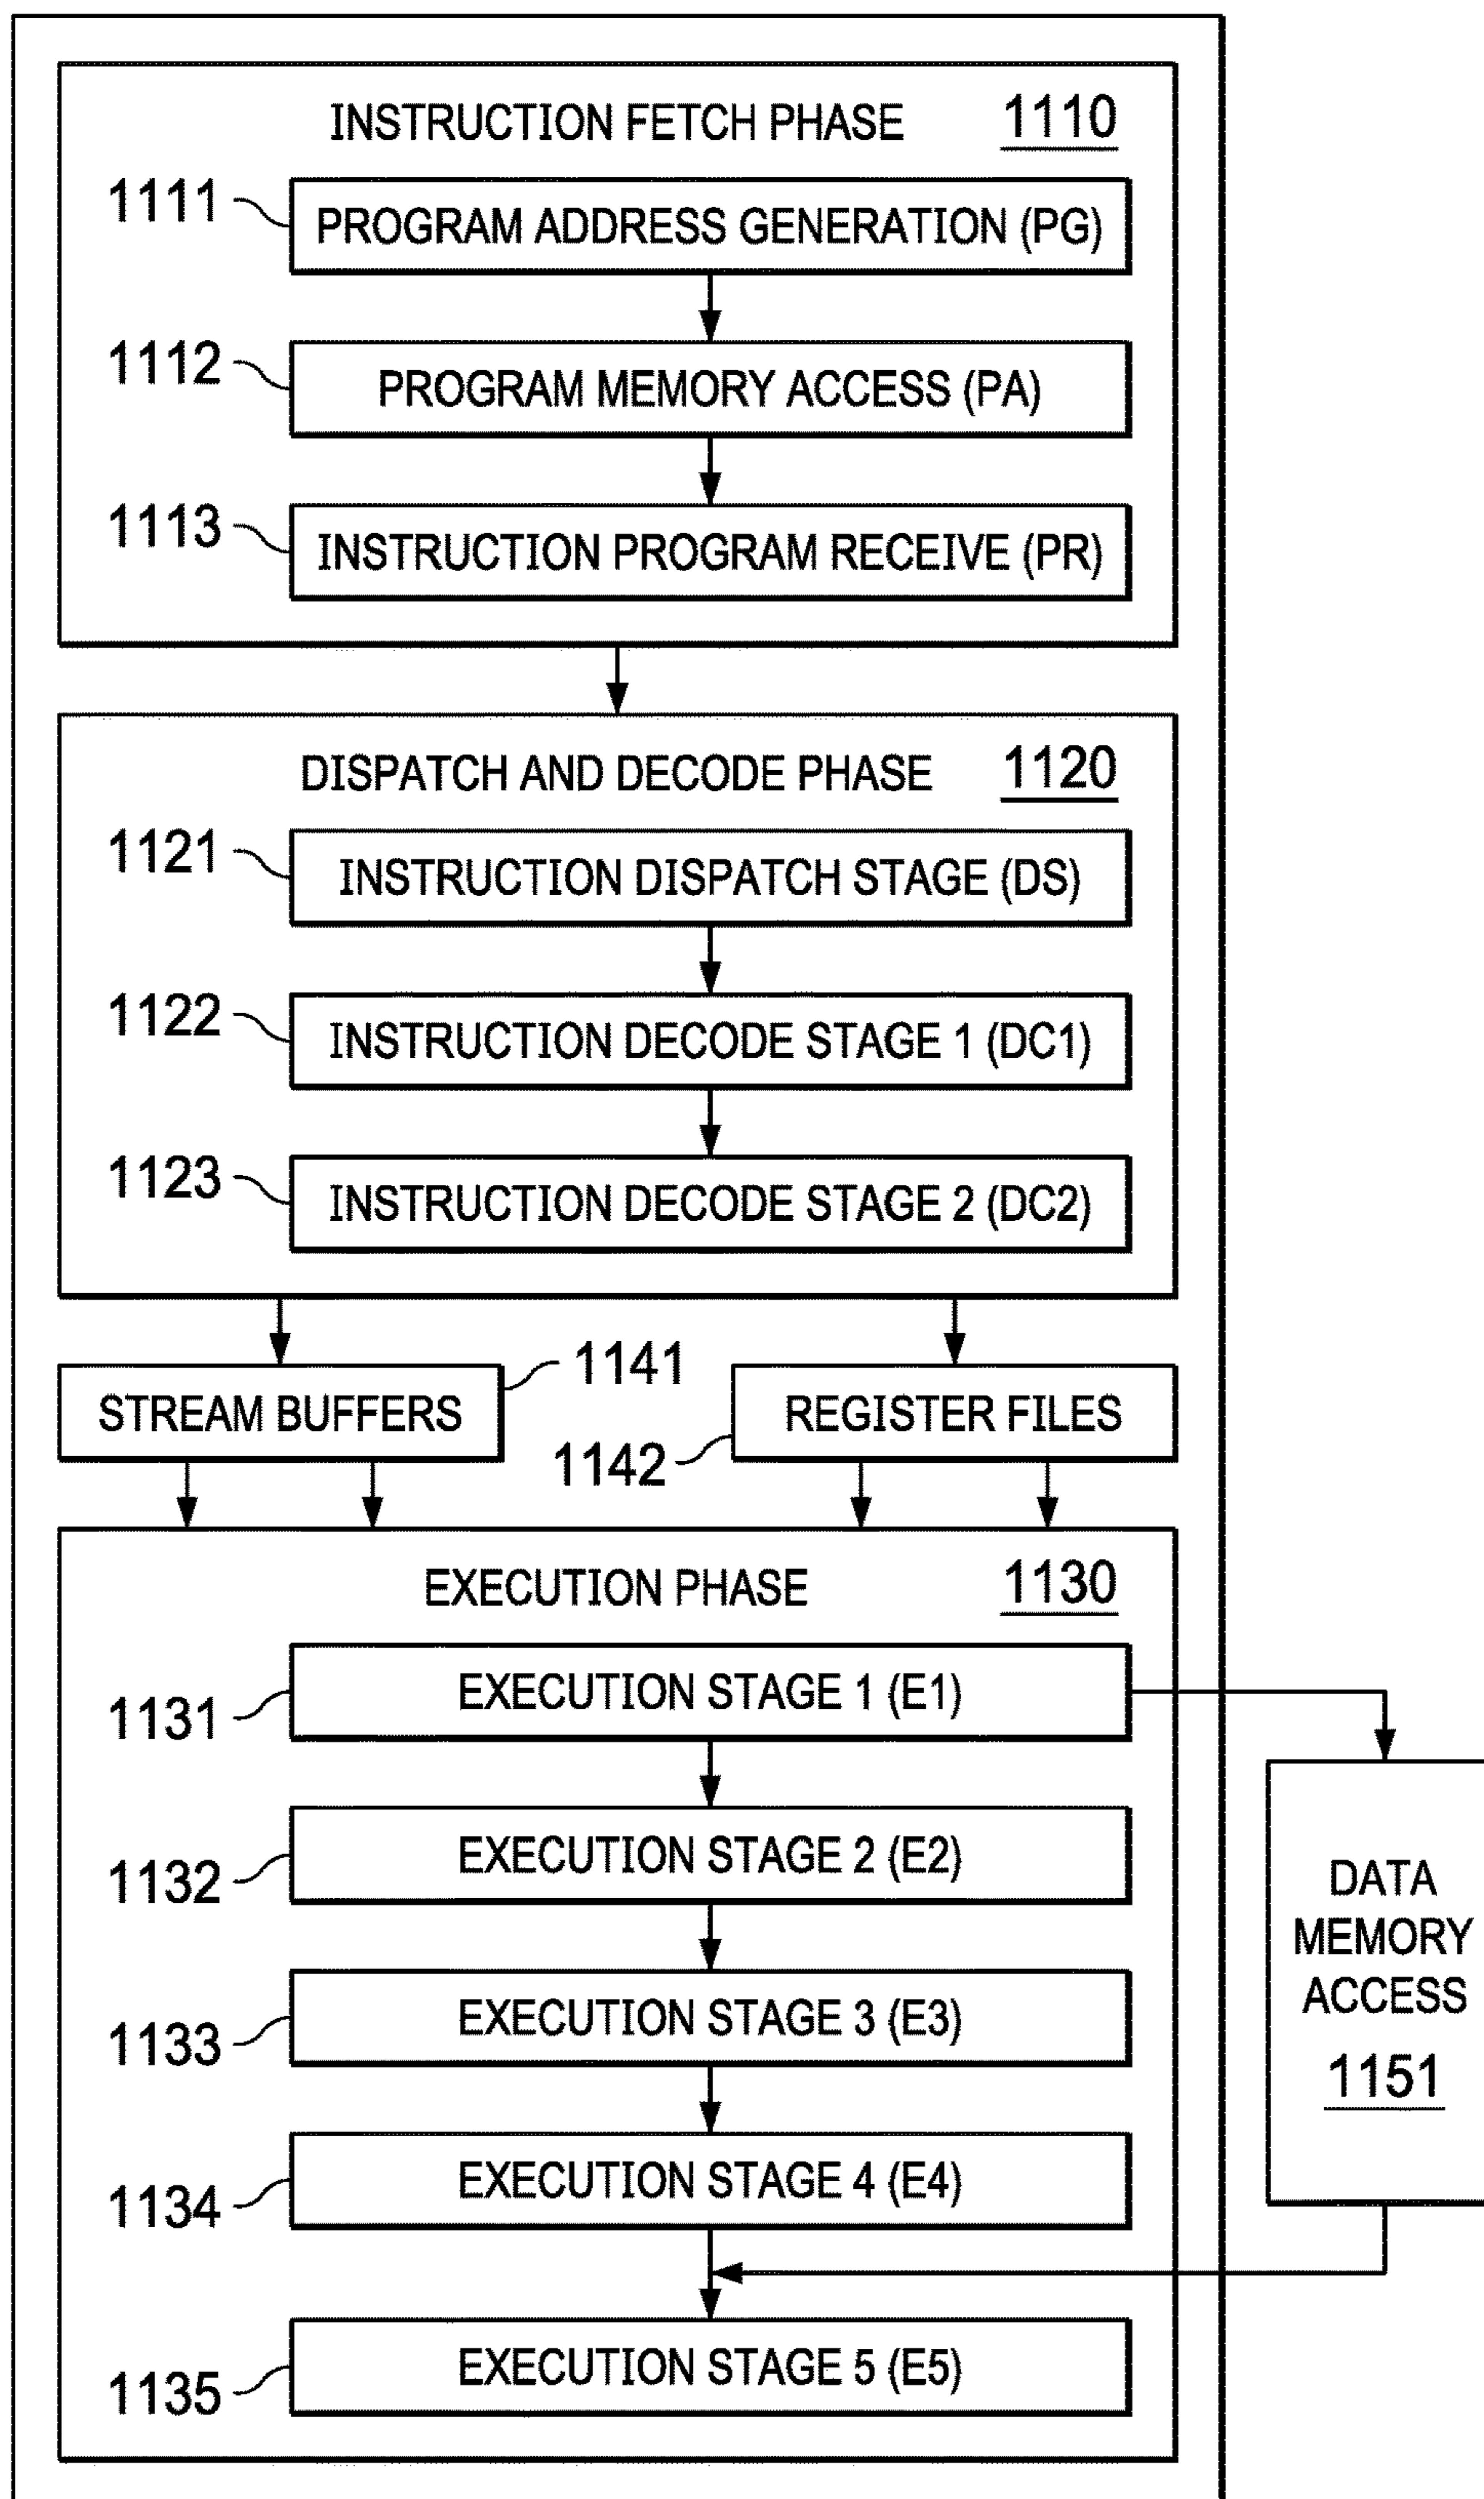 INSTRUCTION FETCH PHASE 1110
1111 PROGRAM ADDRESS GENERATION (PG)
1112 PROGRAM MEMORY ACCESS (PA)
1113 INSTRUCTION PROGRAM RECEIVE (PR)
DISPATCH AND DECODE PHASE 1120
1121 INSTRUCTION DISPATCH STAGE (DS)
1122 INSTRUCTION DECODE STAGE 1 (DC1)
1123 INSTRUCTION DECODE STAGE 2 (DC2)
STREAM BUFFERS 1141
1142 REGISTER FILES
EXECUTION PHASE 1130
1131 EXECUTION STAGE 1 (E1)
1132 EXECUTION STAGE 2 (E2)
1133 EXECUTION STAGE 3 (E3)
1134 EXECUTION STAGE 4 (E4)
1135 EXECUTION STAGE 5 (E5)
DATA
MEMORY
ACCESS
1151